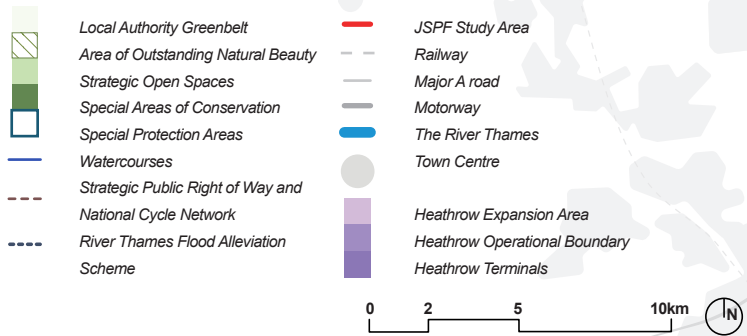 Local Authority Greenbelt
Area of Outstanding Natural Beauty
Strategic Open Spaces
Special Areas of Conservation
Special Protection Areas
Watercourses
Strategic Public Right of Way and
National Cycle Network
River Thames Flood Alleviation
Scheme
JSPF Study Area
Railway
Major A road
Motorway
The River Thames
Town Centre
Heathrow Expansion Area
Heathrow Operational Boundary
Heathrow Terminals
0 2 5 10km
N